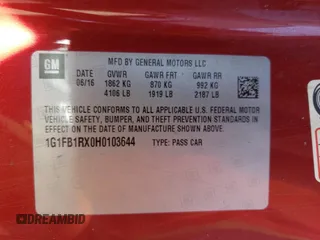 GM
MFD BY GENERAL MOTORS LLC
DATE GVWR GAWR FRT GAWR RR
06/16 1862 KG 870 KG 992 KG
4106 LB 1919 LB 2187 LB
THIS VEHICLE CONFORMS TO ALL APPLICABLE U.S. FEDERAL MOTOR
VEHICLE SAFETY, BUMPER, AND THEFT PREVENTION STANDARDS IN
EFFECT ON THE DATE OF MANUFACTURE SHOWN ABOVE.
1G1FB1RX0H0103644 TYPE: PASS CAR
DREAMBID